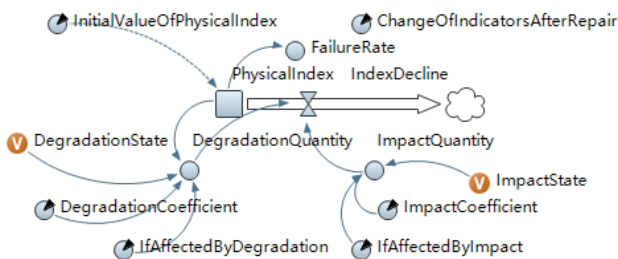 InitialValueOfPhysicalIndex
ChangeOfIndicatorsAfterRepair
FailureRate
PhysicalIndex
IndexDecline
V
DegradationState
DegradationQuantity
ImpactQuantity
V
ImpactState
DegradationCoefficient
ImpactCoefficient
IfAffectedByDegradation
IfAffectedByImpact